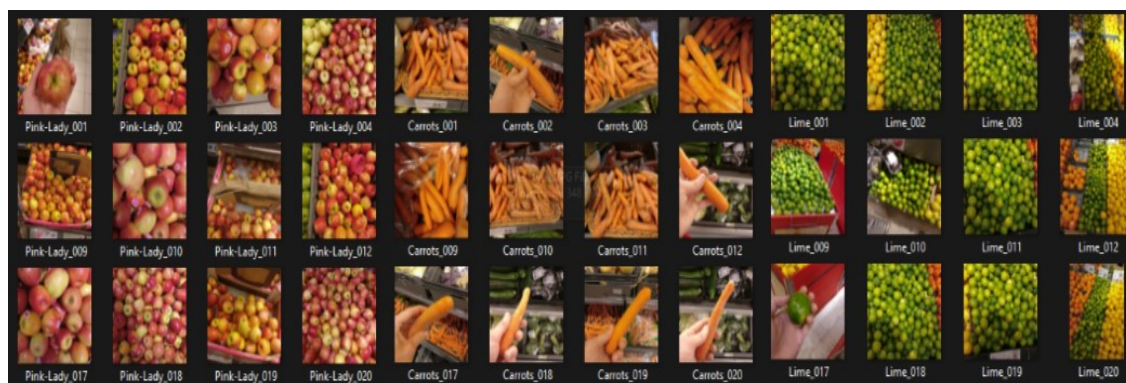 Pink-Lady_001 Pink-Lady_002 Pink-Lady_003 Pink-Lady_004 Carrots_001 Carrots_002 Carrots_003 Carrots_004 Lime_001 Lime_002 Lime_003 Lime_004
Pink-Lady_009 Pink-Lady_010 Pink-Lady_011 Pink-Lady_012 Carrots_009 Carrots_010 Carrots_011 Carrots_012 Lime_009 Lime_010 Lime_011 Lime_012
Pink-Lady_017 Pink-Lady_018 Pink-Lady_019 Pink-Lady_020 Carrots_017 Carrots_018 Carrots_019 Carrots_020 Lime_017 Lime_018 Lime_019 Lime_020